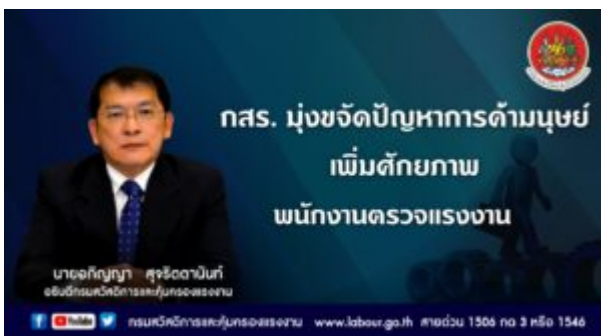 กสร. มุ่งขจัดปัญหาการค้ามนุษย์
เพิ่มศักยภาพ
พนักงานตรวจแรงงาน
นายอภิญญา สุจริตตานันท์
อธิบดีกรมสวัสดิการและคุ้มครองแรงงาน
YouTube กรมสวัสดิการและคุ้มครองแรงงาน www.labour.go.th สายด่วน 1506 กด 3 หรือ 1546